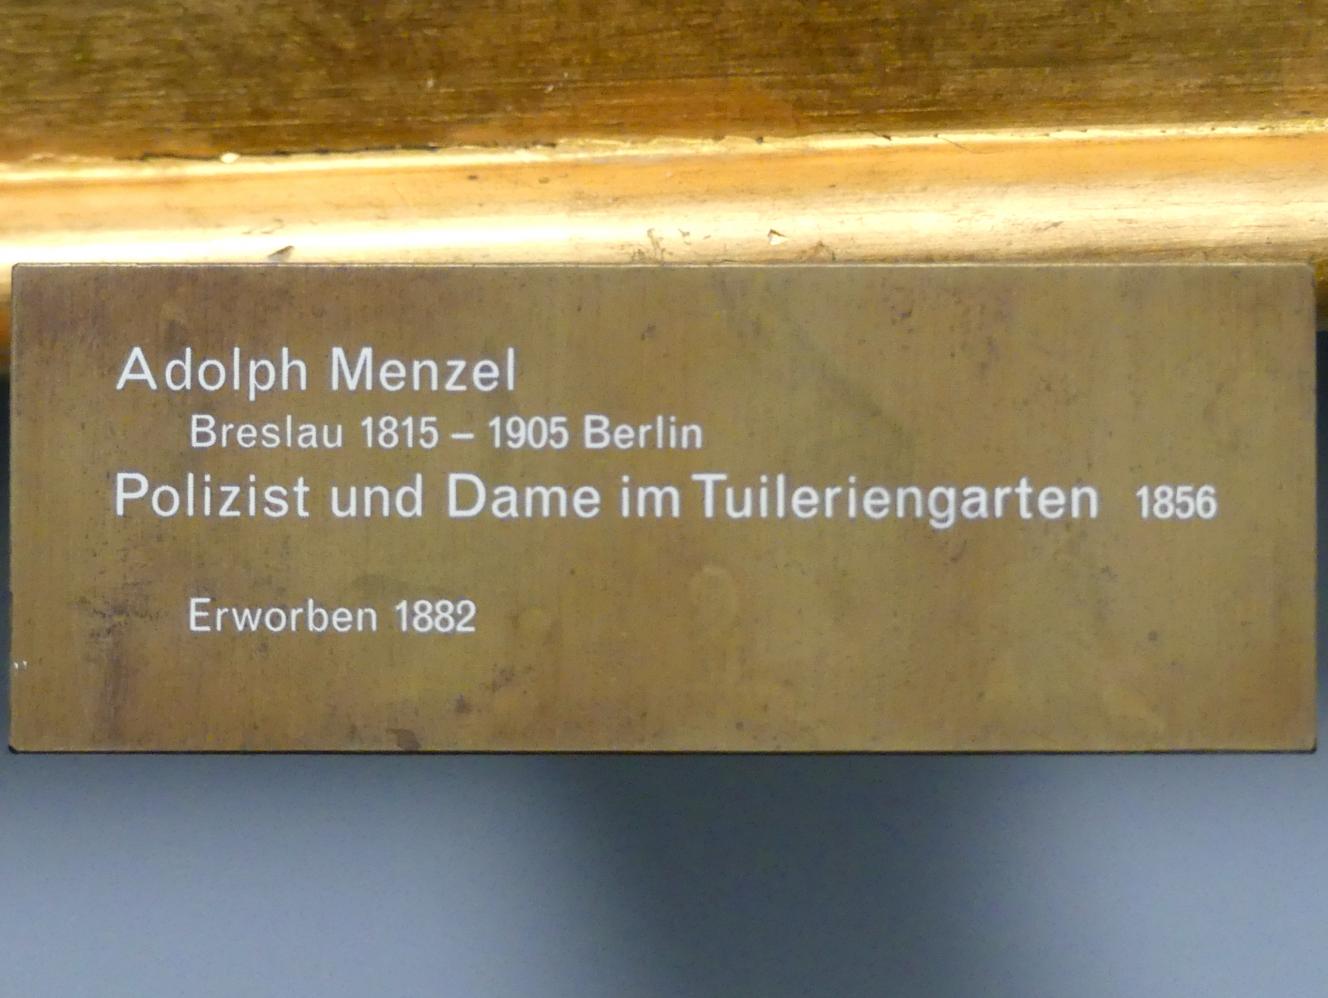 Adolph Menzel
Breslau 1815 – 1905 Berlin
Polizist und Dame im Tuileriengarten 1856
Erworben 1882